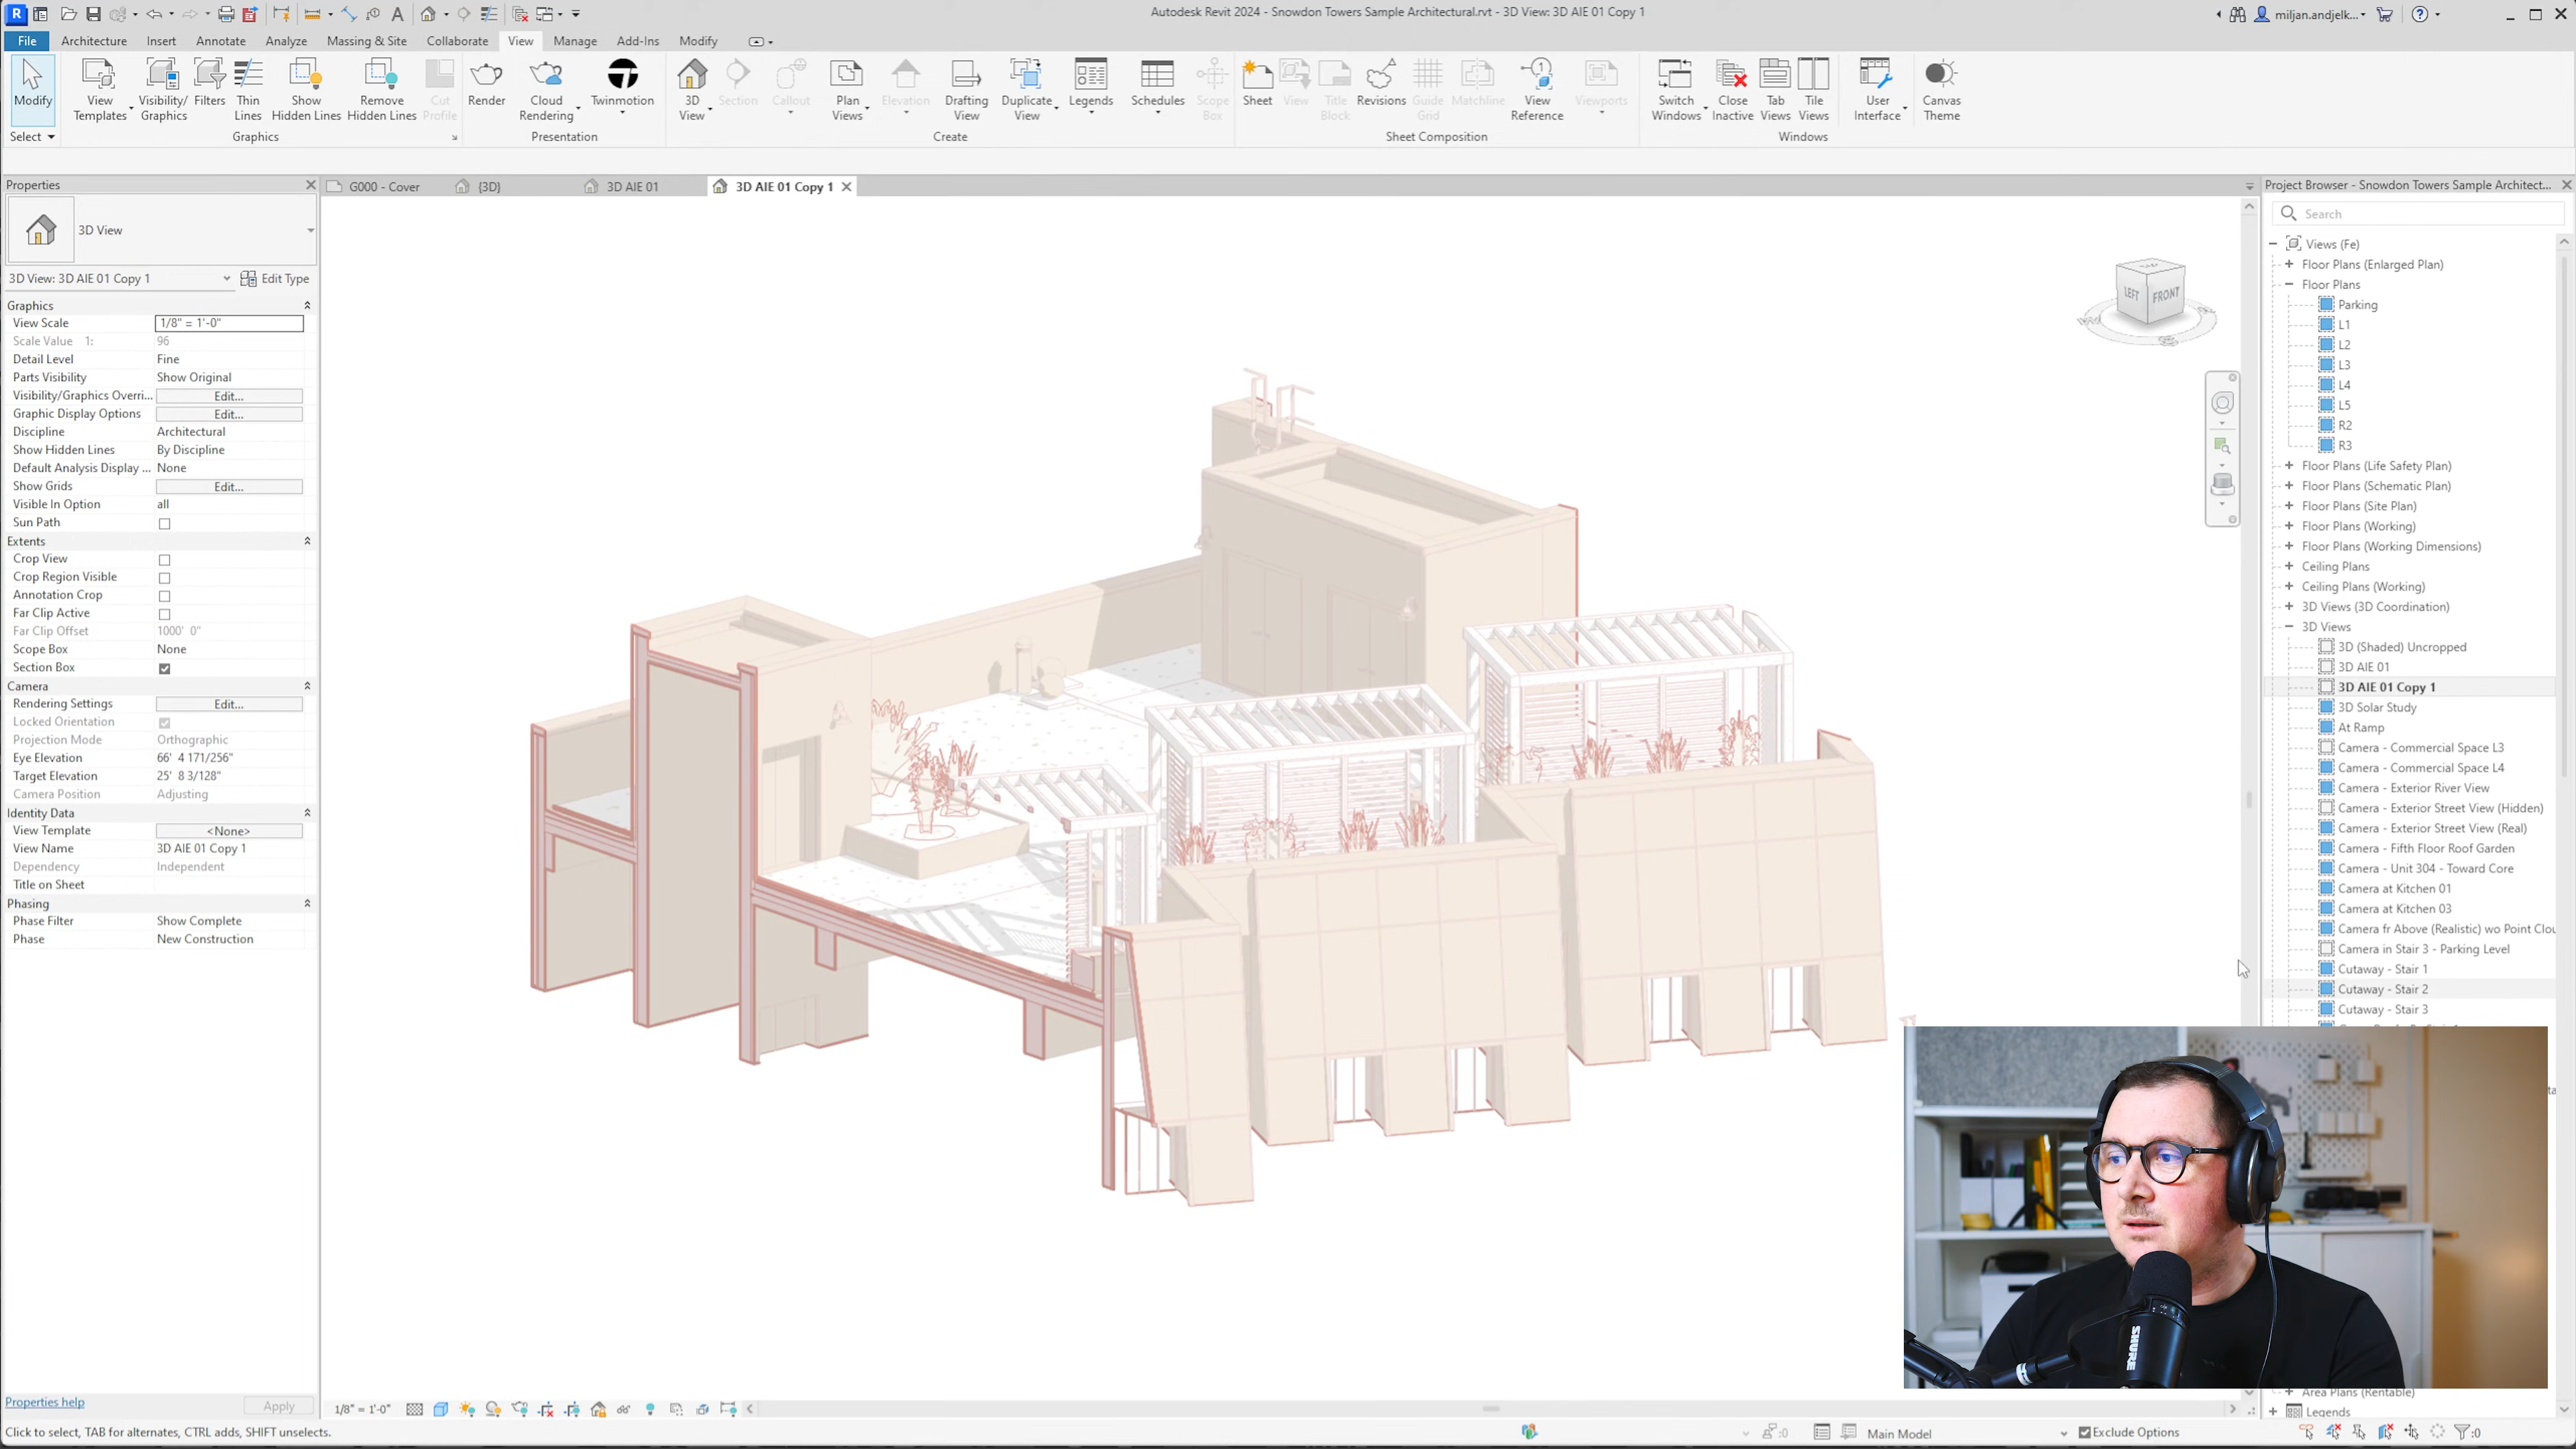 Autodesk Revit 2024 - Snowdon Towers Sample Architectural.rvt - 3D View: 3D AIE 01 Copy 1
miljan.andjelk...
File Architecture Insert Annotate Analyze Massing & Site Collaborate View Manage Add-Ins Modify
Modify
View Templates
Visibility/ Graphics
Filters
Thin Lines
Show Hidden Lines
Remove Hidden Lines
Cut Profile
Render
Cloud Rendering
Twinmotion
3D View
Section
Callout
Plan Views
Elevation
Drafting View
Duplicate View
Legends
Schedules
Scope Box
Sheet
View
Title Block
Revisions
Guide Grid
Matchline
View Reference
Viewports
Switch Windows
Close Inactive
Tab Views
Tile Views
User Interface
Canvas Theme
Select Graphics Presentation Create Sheet Composition Windows
Properties
3D View
3D View: 3D AIE 01 Copy 1 Edit Type
Graphics
View Scale 1/8" = 1'-0"
Scale Value 1: 96
Detail Level Fine
Parts Visibility Show Original
Visibility/Graphics Overri... Edit...
Graphic Display Options Edit...
Discipline Architectural
Show Hidden Lines By Discipline
Default Analysis Display ... None
Show Grids Edit...
Visible In Option all
Sun Path
Extents
Crop View
Crop Region Visible
Annotation Crop
Far Clip Active
Far Clip Offset 1000' 0"
Scope Box None
Section Box
Camera
Rendering Settings Edit...
Locked Orientation
Projection Mode Orthographic
Eye Elevation 66' 4 171/256"
Target Elevation 25' 8 3/128"
Camera Position Adjusting
Identity Data
View Template <None>
View Name 3D AIE 01 Copy 1
Dependency Independent
Title on Sheet
Phasing
Phase Filter Show Complete
Phase New Construction
Properties help Apply
G000 - Cover {3D} 3D AIE 01 3D AIE 01 Copy 1
LEFT FRONT
Project Browser - Snowdon Towers Sample Architect...
Search
Views (Fe)
Floor Plans (Enlarged Plan)
Floor Plans
Parking
L1
L2
L3
L4
L5
R2
R3
Floor Plans (Life Safety Plan)
Floor Plans (Schematic Plan)
Floor Plans (Site Plan)
Floor Plans (Working)
Floor Plans (Working Dimensions)
Ceiling Plans
Ceiling Plans (Working)
3D Views (3D Coordination)
3D Views
3D (Shaded) Uncropped
3D AIE 01
3D AIE 01 Copy 1
3D Solar Study
At Ramp
Camera - Commercial Space L3
Camera - Commercial Space L4
Camera - Exterior River View
Camera - Exterior Street View (Hidden)
Camera - Exterior Street View (Real)
Camera - Fifth Floor Roof Garden
Camera - Unit 304 - Toward Core
Camera at Kitchen 01
Camera at Kitchen 03
Camera fr Above (Realistic) wo Point Clou
Camera in Stair 3 - Parking Level
Cutaway - Stair 1
Cutaway - Stair 2
Cutaway - Stair 3
Area Plans (Rentable)
Legends
SHURE
1/8" = 1'-0"
Click to select, TAB for alternates, CTRL adds, SHIFT unselects.
:0 Main Model Exclude Options :0